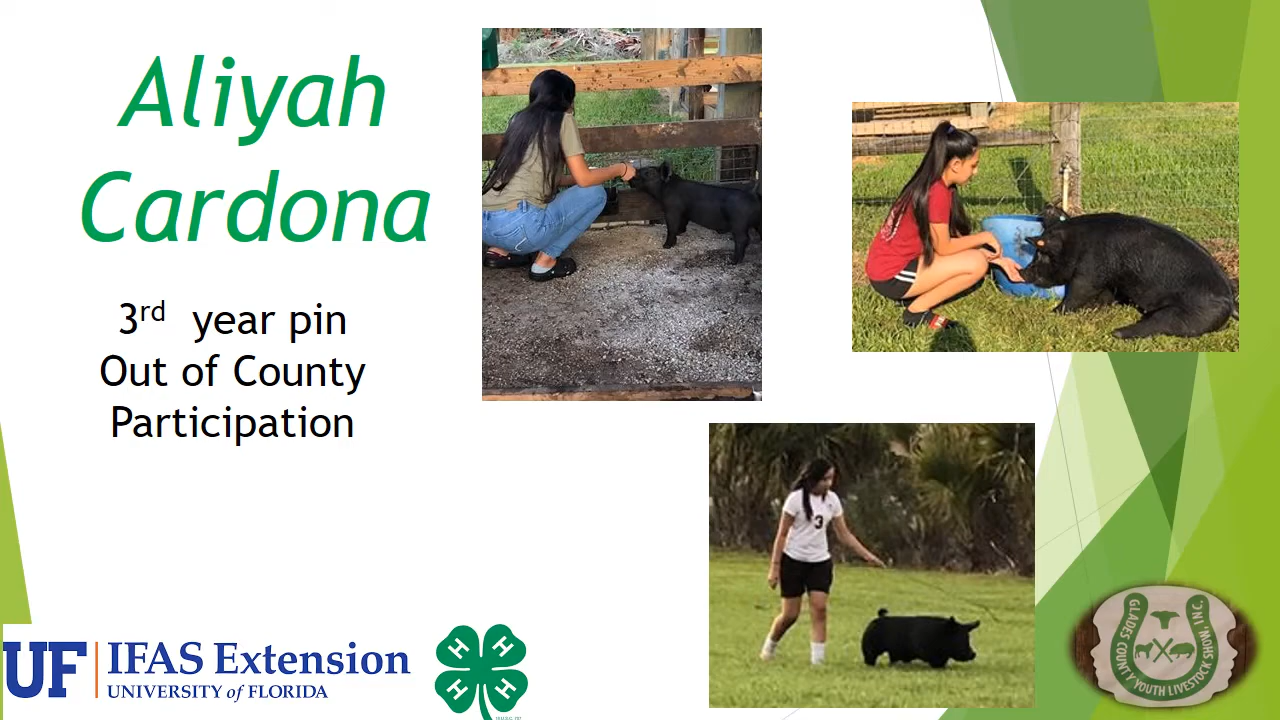 Aliyah
Cardona
3rd year pin
Out of County
Participation
3
UF | IFAS Extension
UNIVERSITY of FLORIDA
H H
H H
GLADES COUNTY YOUTH LIVESTOCK SHOW, INC.